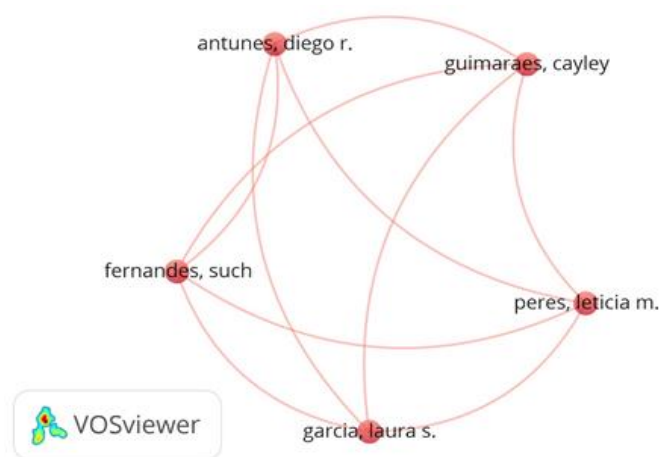 antunes, diego r.
guimaraes, cayley
fernandes, such
peres, leticia m.
garcia, laura s.
VOSviewer